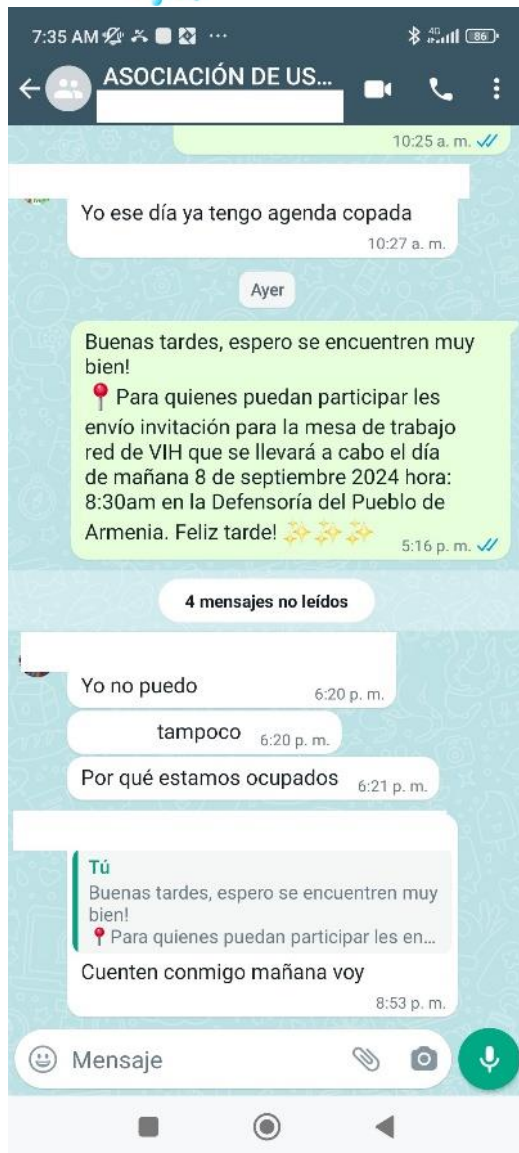 7:35 AM
4G
86
ASOCIACIÓN DE US...
10:25 a. m.
Yo ese día ya tengo agenda copada
10:27 a. m.
Ayer
Buenas tardes, espero se encuentren muy
bien!
📍 Para quienes puedan participar les
envío invitación para la mesa de trabajo
red de VIH que se llevará a cabo el día
de mañana 8 de septiembre 2024 hora:
8:30am en la Defensoría del Pueblo de
Armenia. Feliz tarde! ✨ ✨ ✨
5:16 p. m.
4 mensajes no leídos
Yo no puedo
6:20 p. m.
tampoco 6:20 p. m.
Por qué estamos ocupados 6:21 p. m.
Tú
Buenas tardes, espero se encuentren muy
bien!
📍 Para quienes puedan participar les en...
Cuenten conmigo mañana voy
8:53 p. m.
Mensaje